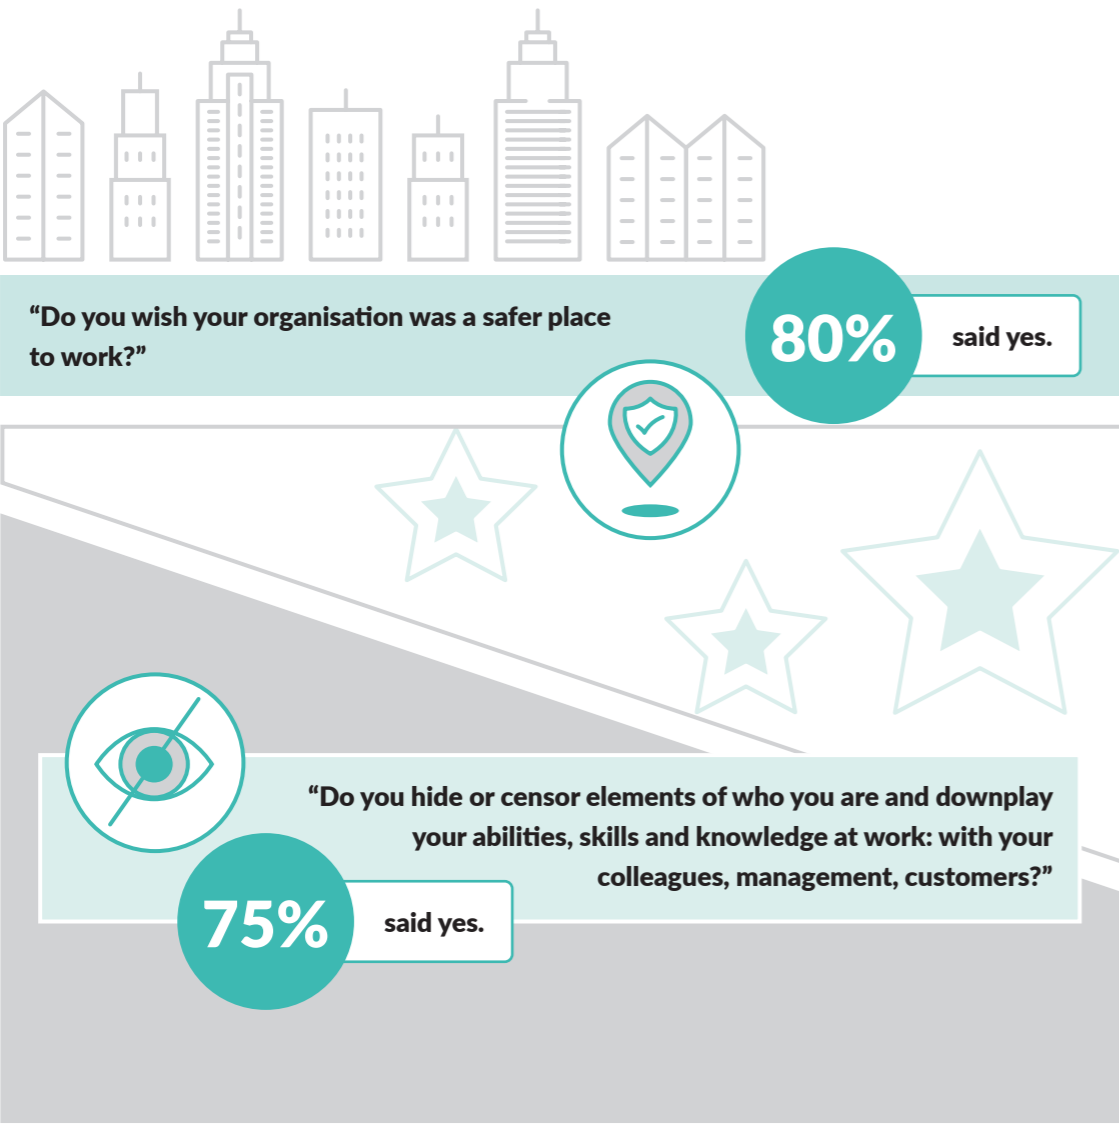 “Do you wish your organisation was a safer place
to work?”
80%
said yes.
“Do you hide or censor elements of who you are and downplay
your abilities, skills and knowledge at work: with your
colleagues, management, customers?”
75%
said yes.